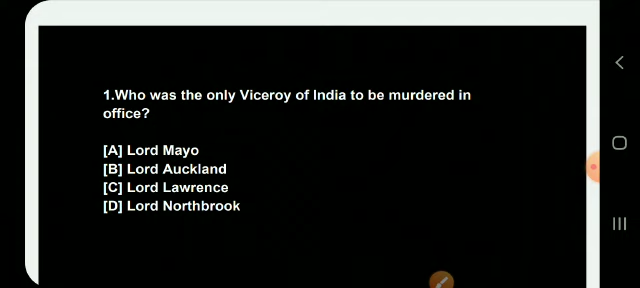 1.Who was the only Viceroy of India to be murdered in
office?
[A] Lord Mayo
[B] Lord Auckland
[C] Lord Lawrence
[D] Lord Northbrook